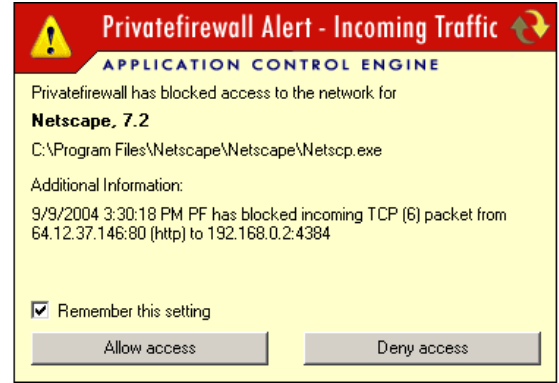 Privatefirewall Alert - Incoming Traffic
APPLICATION CONTROL ENGINE
Privatefirewall has blocked access to the network for
Netscape, 7.2
C:\Program Files\Netscape\Netscape\Netscp.exe
Additional Information:
9/9/2004 3:30:18 PM PF has blocked incoming TCP (6) packet from
64.12.37.146:80 (http) to 192.168.0.2:4384
Remember this setting
Allow access
Deny access